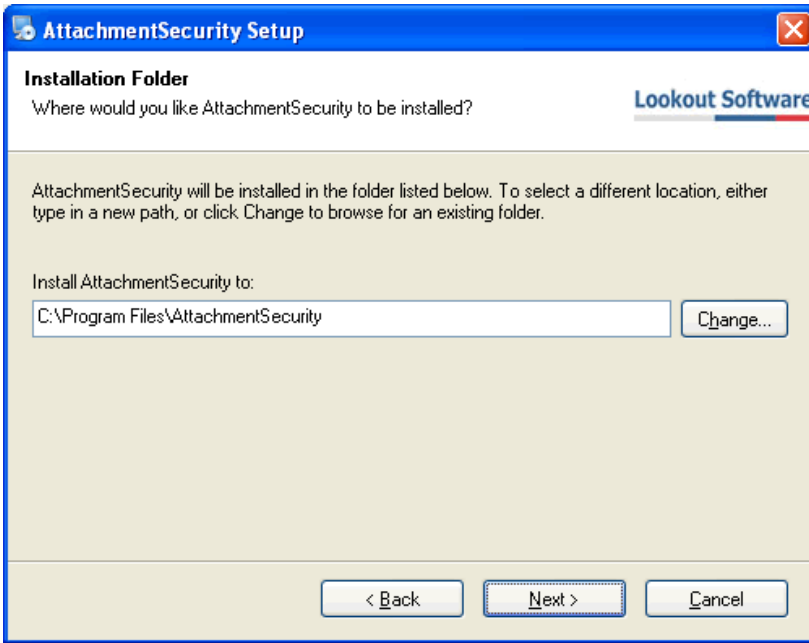 AttachmentSecurity Setup
Installation Folder
Where would you like AttachmentSecurity to be installed?
Lookout Software
AttachmentSecurity will be installed in the folder listed below. To select a different location, either
type in a new path, or click Change to browse for an existing folder.
Install AttachmentSecurity to:
C:\Program Files\AttachmentSecurity
Change...
< Back
Next >
Cancel